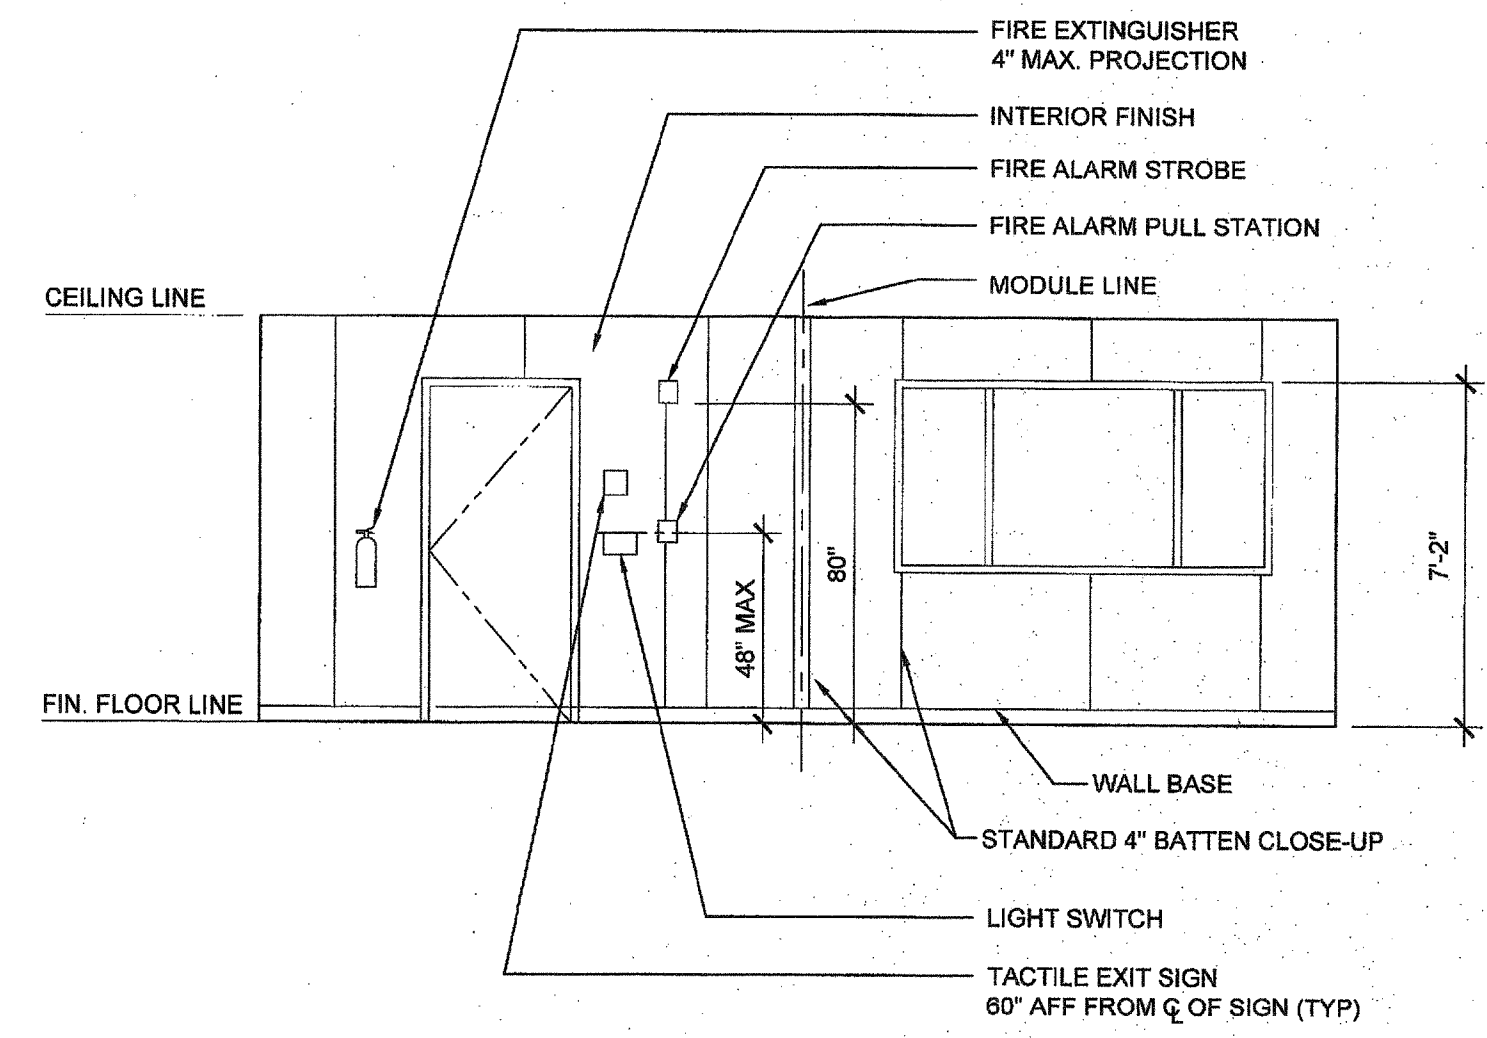 FIRE EXTINGUISHER
4" MAX. PROJECTION
INTERIOR FINISH
FIRE ALARM STROBE
FIRE ALARM PULL STATION
MODULE LINE
CEILING LINE
80"
7'-2"
48" MAX
FIN. FLOOR LINE
WALL BASE
STANDARD 4" BATTEN CLOSE-UP
LIGHT SWITCH
TACTILE EXIT SIGN
60" AFF FROM ℄ OF SIGN (TYP)